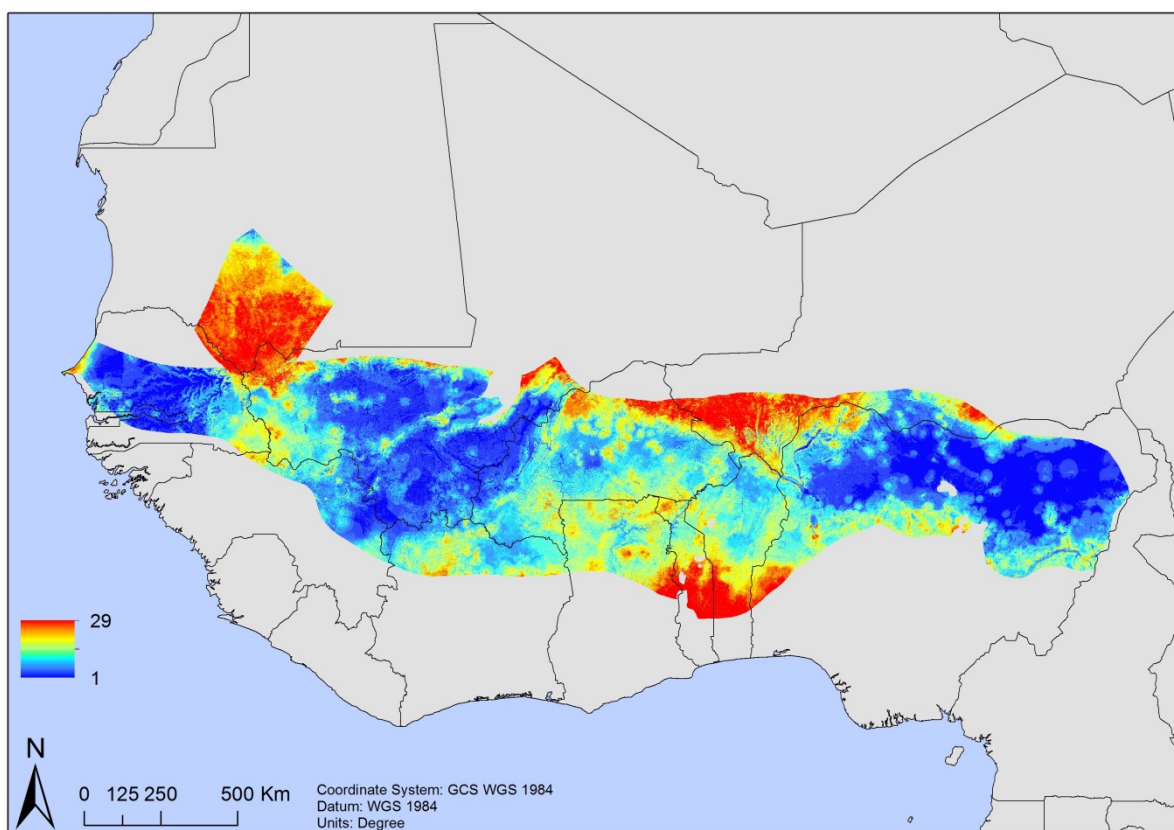 29
1
N
0 125 250 500 Km
Coordinate System: GCS WGS 1984
Datum: WGS 1984
Units: Degree